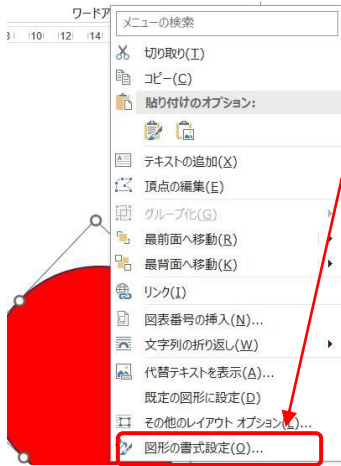 ワードア
8 10 12 14
メニューの検索
切り取り(T)
コピー(C)
貼り付けのオプション:
テキストの追加(X)
頂点の編集(E)
グループ化(G)
最前面へ移動(R)
最背面へ移動(K)
リンク(I)
図表番号の挿入(N)...
文字列の折り返し(W)
代替テキストを表示(A)...
既定の図形に設定(D)
その他のレイアウト オプション(L)...
図形の書式設定(O)...